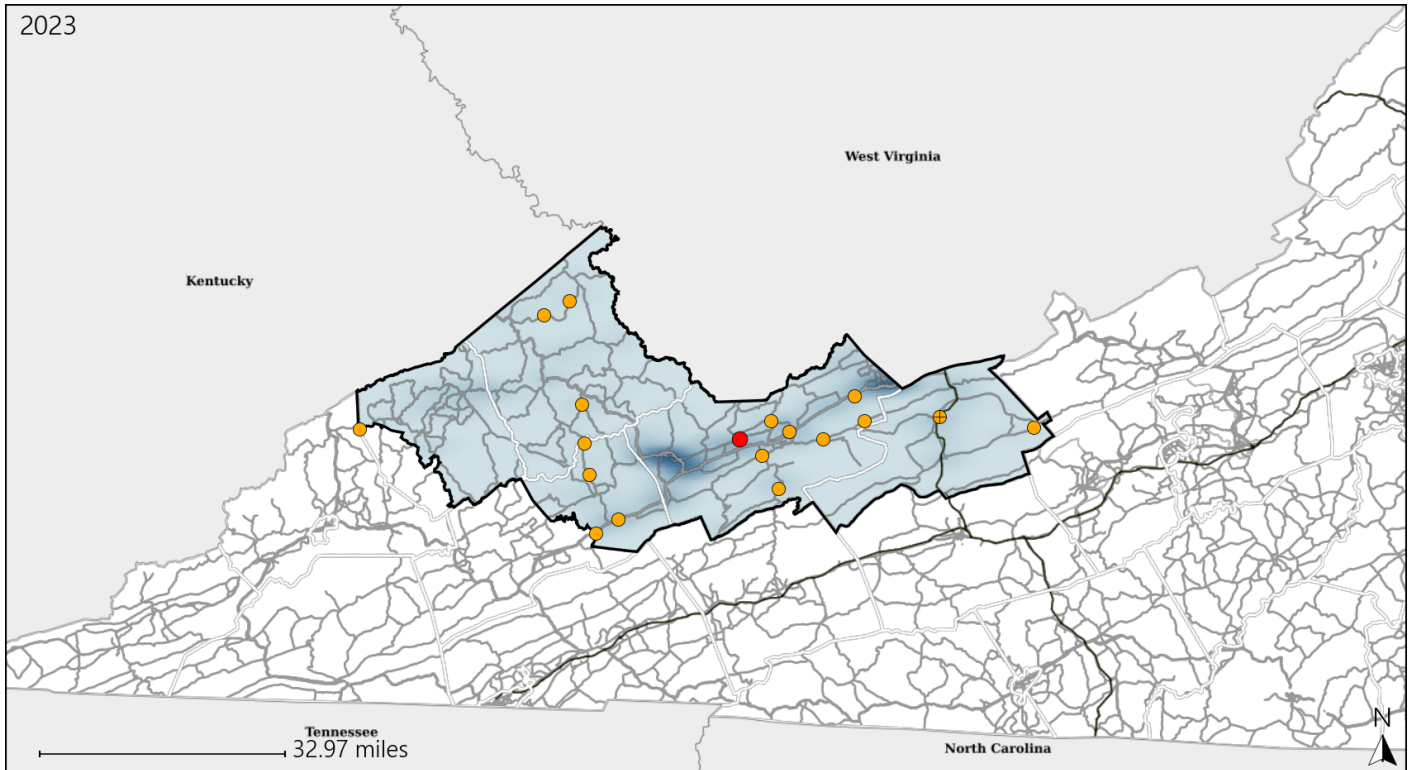 2023
West Virginia
Kentucky
N
Tennessee
32.97 miles
North Carolina